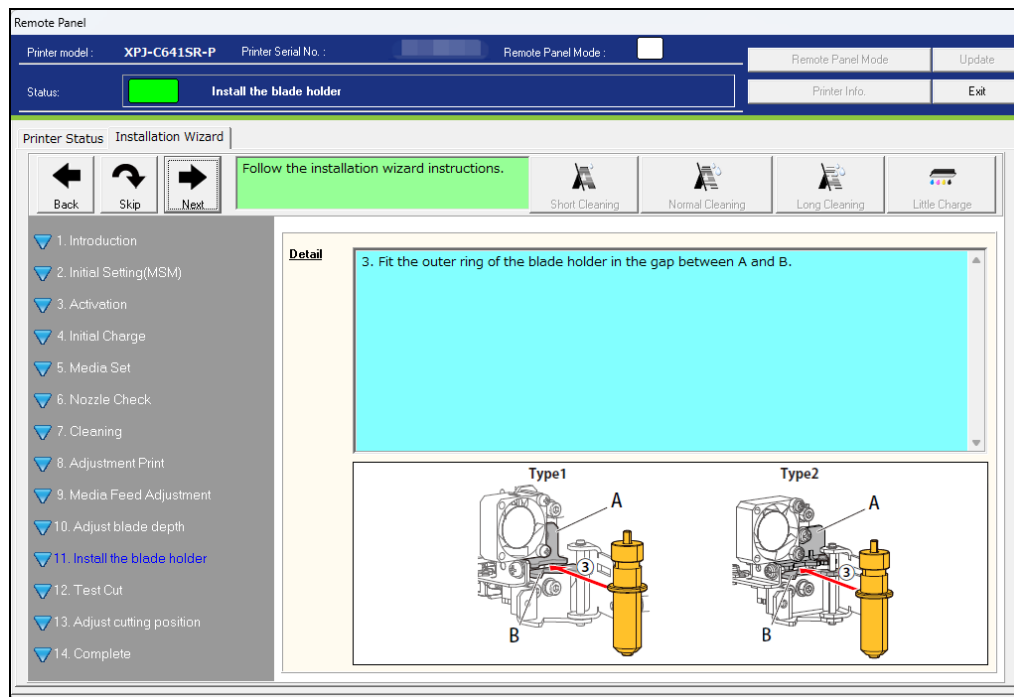 Remote Panel
Printer model : XPJ-C641SR-P Printer Serial No. : Remote Panel Mode :
Remote Panel Mode Update
Status: Install the blade holder
Printer Info. Exit
Printer Status Installation Wizard
Back Skip Next
Follow the installation wizard instructions.
Short Cleaning Normal Cleaning Long Cleaning Little Charge
1. Introduction
2. Initial Setting(MSM)
3. Activation
4. Initial Charge
5. Media Set
6. Nozzle Check
7. Cleaning
8. Adjustment Print
9. Media Feed Adjustment
10. Adjust blade depth
11. Install the blade holder
12. Test Cut
13. Adjust cutting position
14. Complete
Detail
3. Fit the outer ring of the blade holder in the gap between A and B.
Type1
A
3
B
Type2
A
3
B